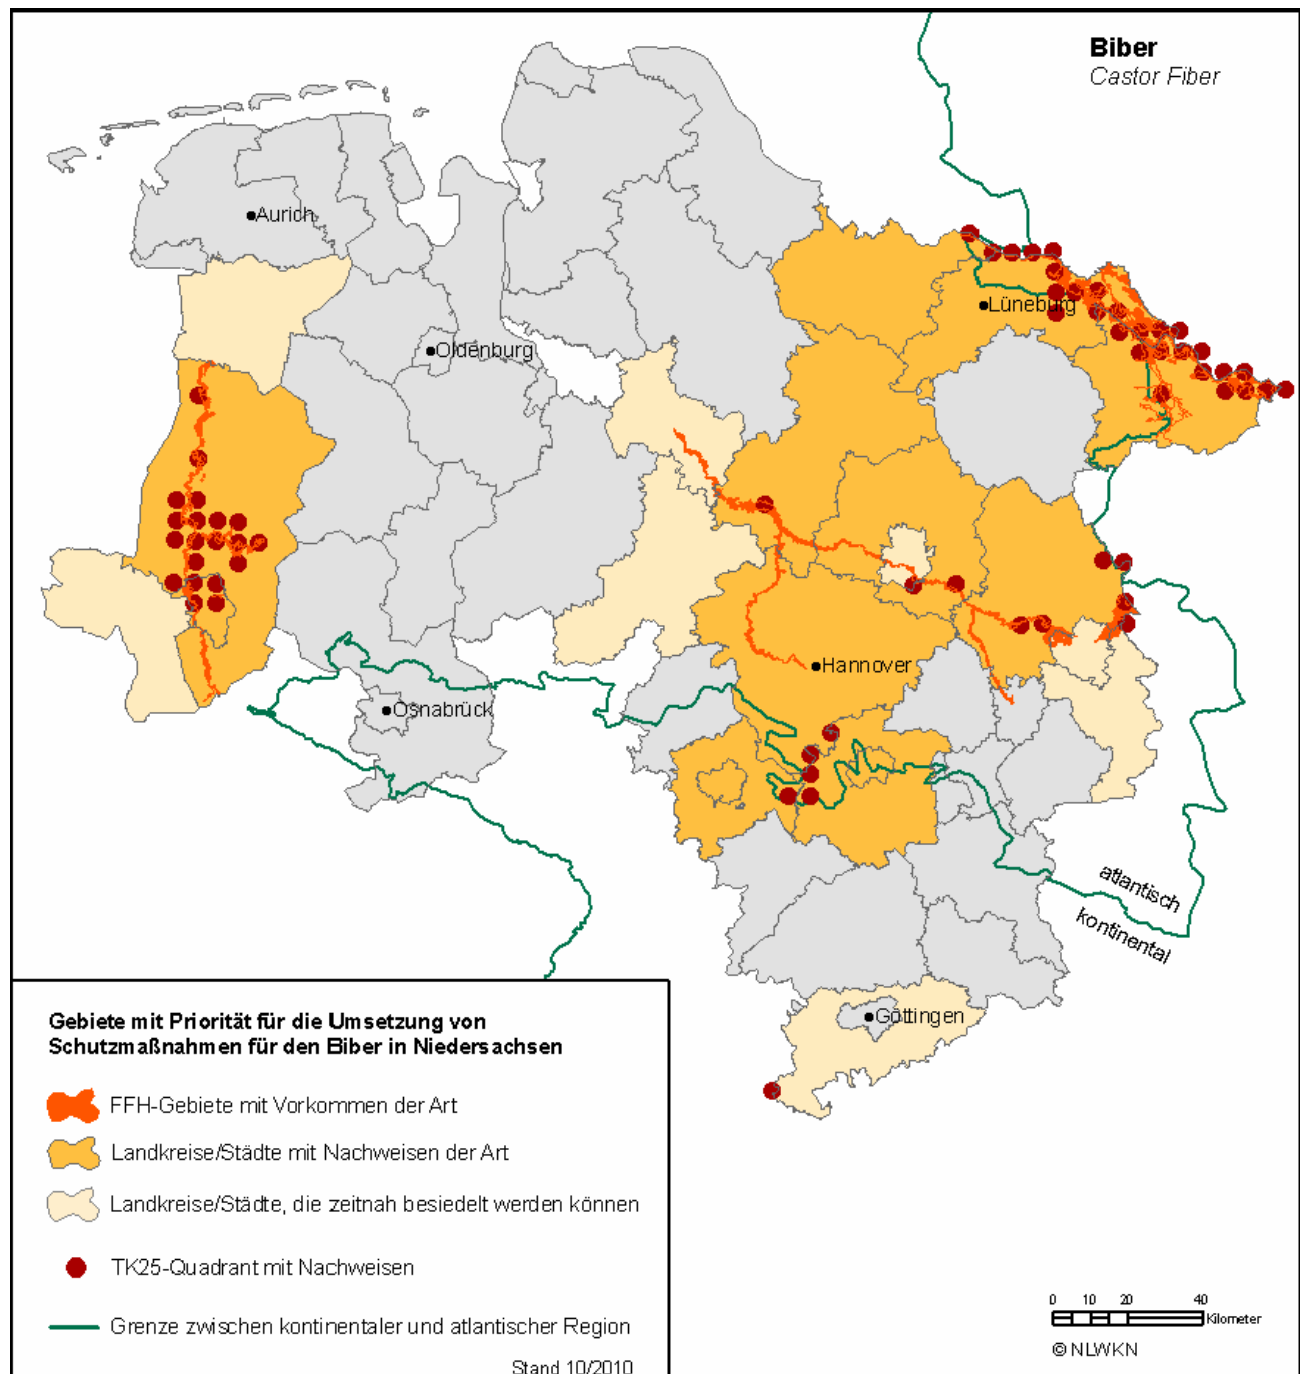 Biber
Castor Fiber
Aurich
Lüneburg
Oldenburg
Hannover
Osnabrück
atlantisch
kontinental
Göttingen
Gebiete mit Priorität für die Umsetzung von
Schutzmaßnahmen für den Biber in Niedersachsen
FFH-Gebiete mit Vorkommen der Art
Landkreise/Städte mit Nachweisen der Art
Landkreise/Städte, die zeitnah besiedelt werden können
TK25-Quadrant mit Nachweisen
Grenze zwischen kontinentaler und atlantischer Region
Stand 10/2010
0 10 20 40
Kilometer
© NLWKN